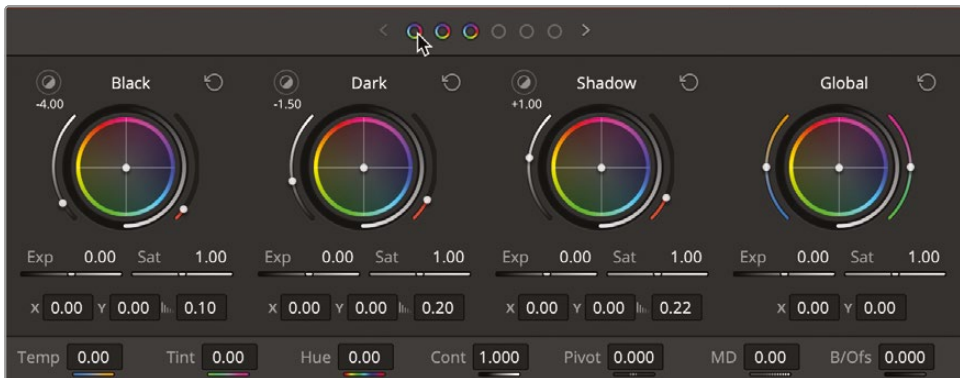 Black Dark Shadow Global
-4.00 -1.50 +1.00
Exp 0.00 Sat 1.00 Exp 0.00 Sat 1.00 Exp 0.00 Sat 1.00 Exp 0.00 Sat 1.00
X 0.00 Y 0.00 0.10 X 0.00 Y 0.00 0.20 X 0.00 Y 0.00 0.22 X 0.00 Y 0.00
Temp 0.00 Tint 0.00 Hue 0.00 Cont 1.000 Pivot 0.000 MD 0.00 B/Ofs 0.000